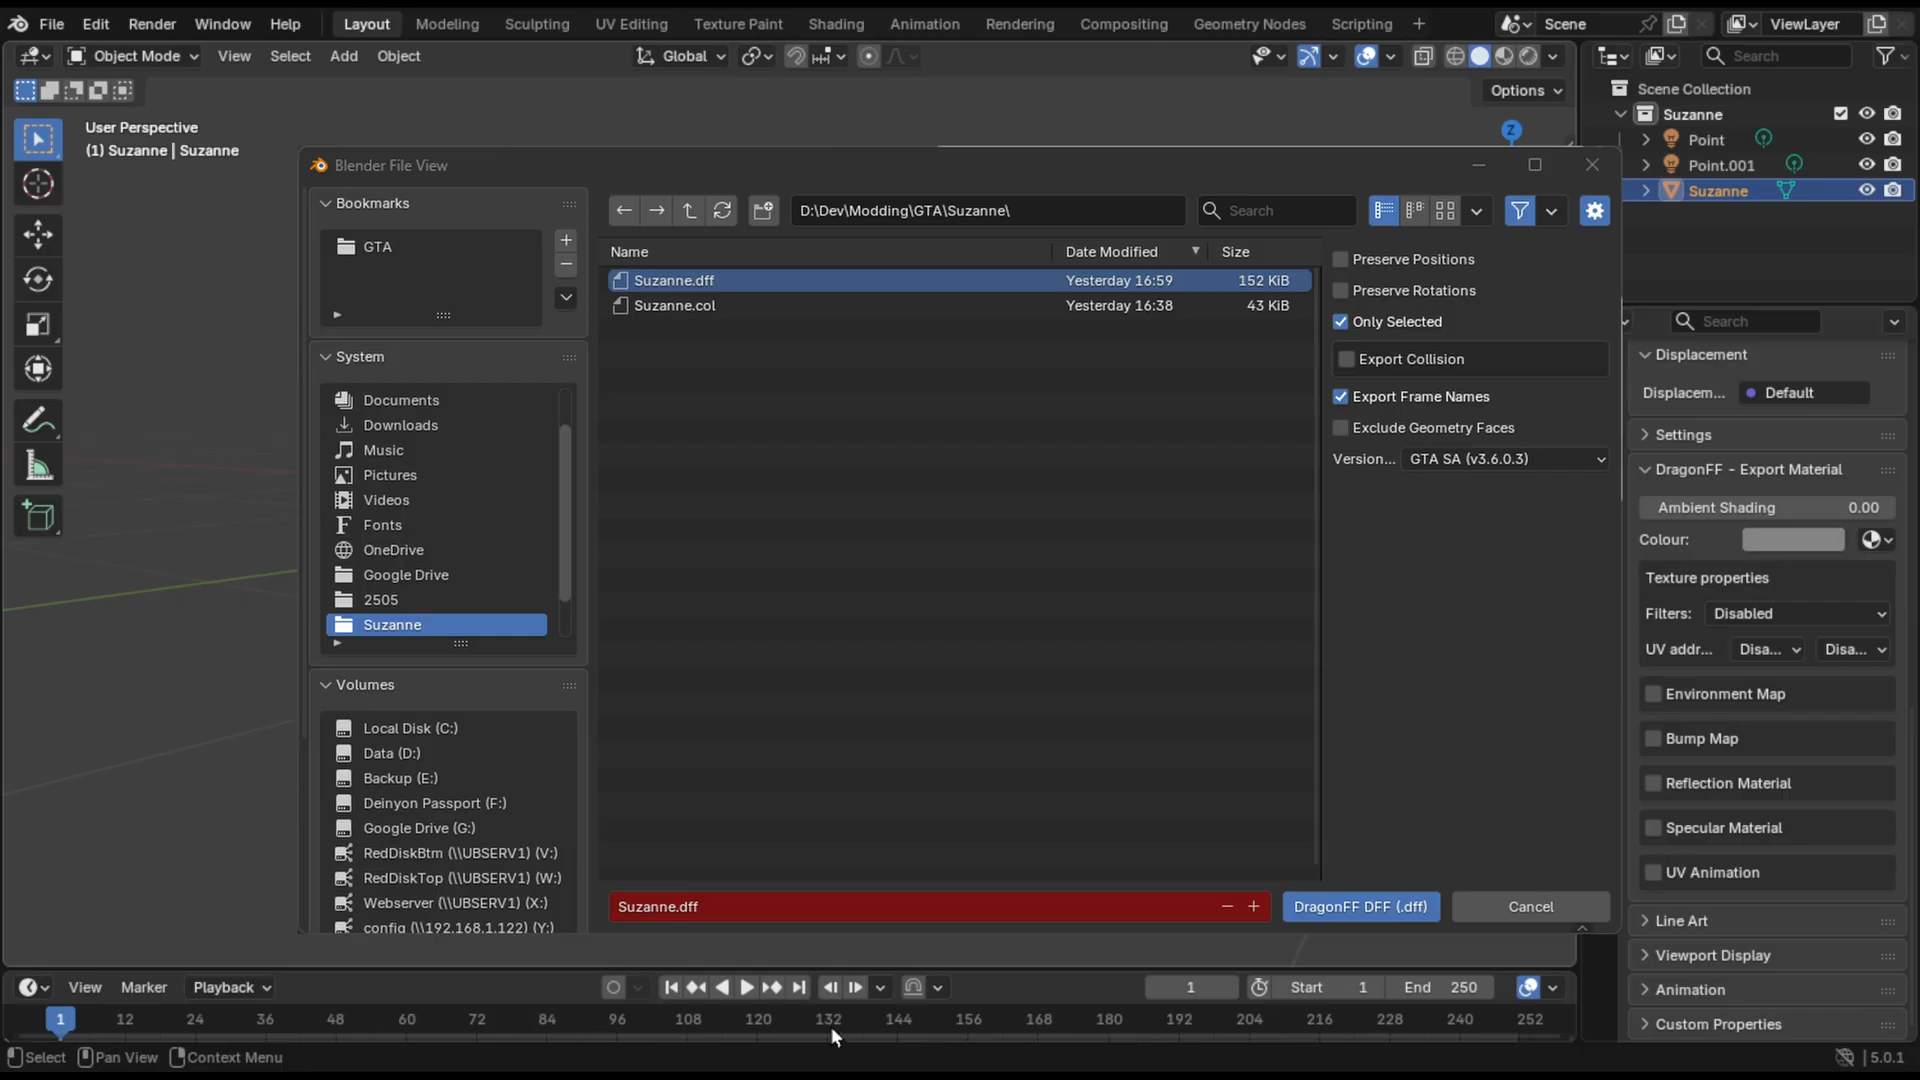 File Edit Render Window Help Layout Modeling Sculpting UV Editing Texture Paint Shading Animation Rendering Compositing Geometry Nodes Scripting + Scene ViewLayer
Object Mode View Select Add Object Global Search
Options
User Perspective
(1) Suzanne | Suzanne
Z
Scene Collection
Suzanne
Point
Point.001
Suzanne
Blender File View
Bookmarks
GTA
System
Documents
Downloads
Music
Pictures
Videos
Fonts
OneDrive
Google Drive
2505
Suzanne
Volumes
Local Disk (C:)
Data (D:)
Backup (E:)
Deinyon Passport (F:)
Google Drive (G:)
RedDiskBtm (\\UBSERV1) (V:)
RedDiskTop (\\UBSERV1) (W:)
Webserver (\\UBSERV1) (X:)
config (\\192.168.1.122) (Y:)
D:\Dev\Modding\GTA\Suzanne\ Search
Name Date Modified Size
Suzanne.dff Yesterday 16:59 152 KiB
Suzanne.col Yesterday 16:38 43 KiB
Preserve Positions
Preserve Rotations
Only Selected
Export Collision
Export Frame Names
Exclude Geometry Faces
Version... GTA SA (v3.6.0.3)
Suzanne.dff DragonFF DFF (.dff) Cancel
Search
Displacement
Displacem... Default
Settings
DragonFF - Export Material
Ambient Shading 0.00
Colour:
Texture properties
Filters: Disabled
UV addr... Disa... Disa...
Environment Map
Bump Map
Reflection Material
Specular Material
UV Animation
Line Art
Viewport Display
Animation
Custom Properties
View Marker Playback 1 Start 1 End 250
1 12 24 36 48 60 72 84 96 108 120 132 144 156 168 180 192 204 216 228 240 252
Select Pan View Context Menu 5.0.1